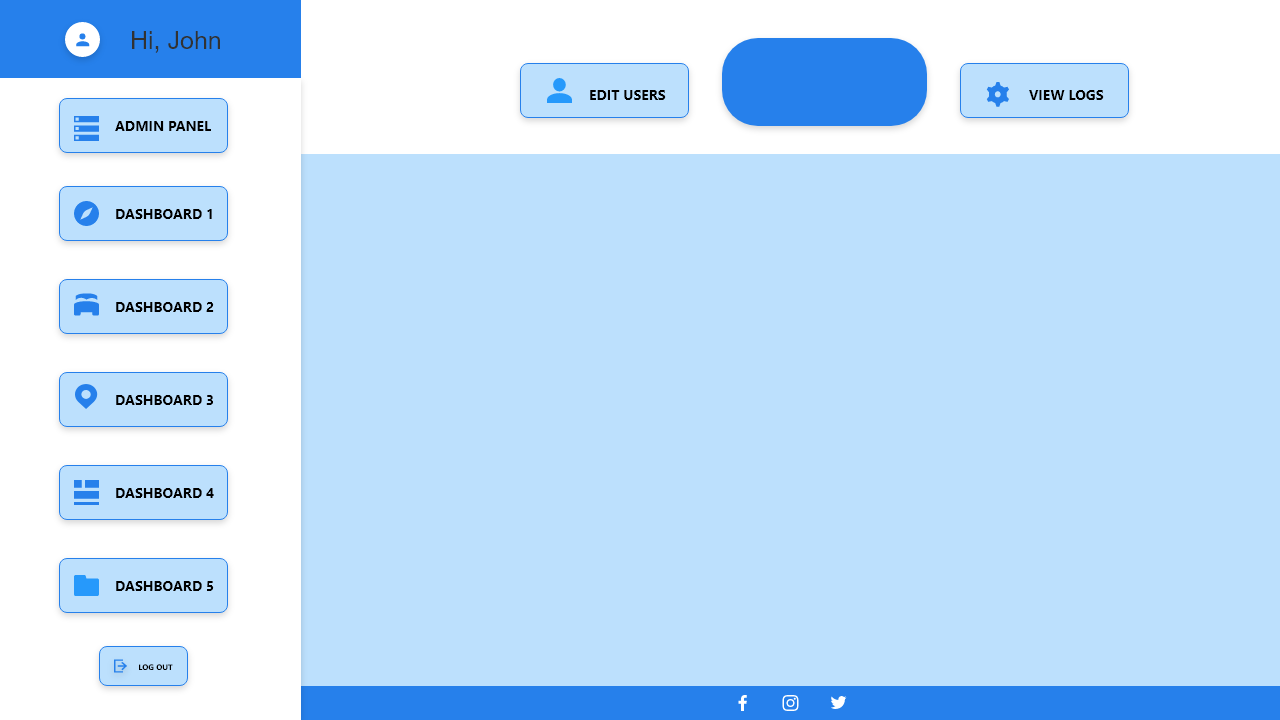 Hi, John
EDIT USERS
VIEW LOGS
ADMIN PANEL
DASHBOARD 1
DASHBOARD 2
DASHBOARD 3
DASHBOARD 4
DASHBOARD 5
LOG OUT